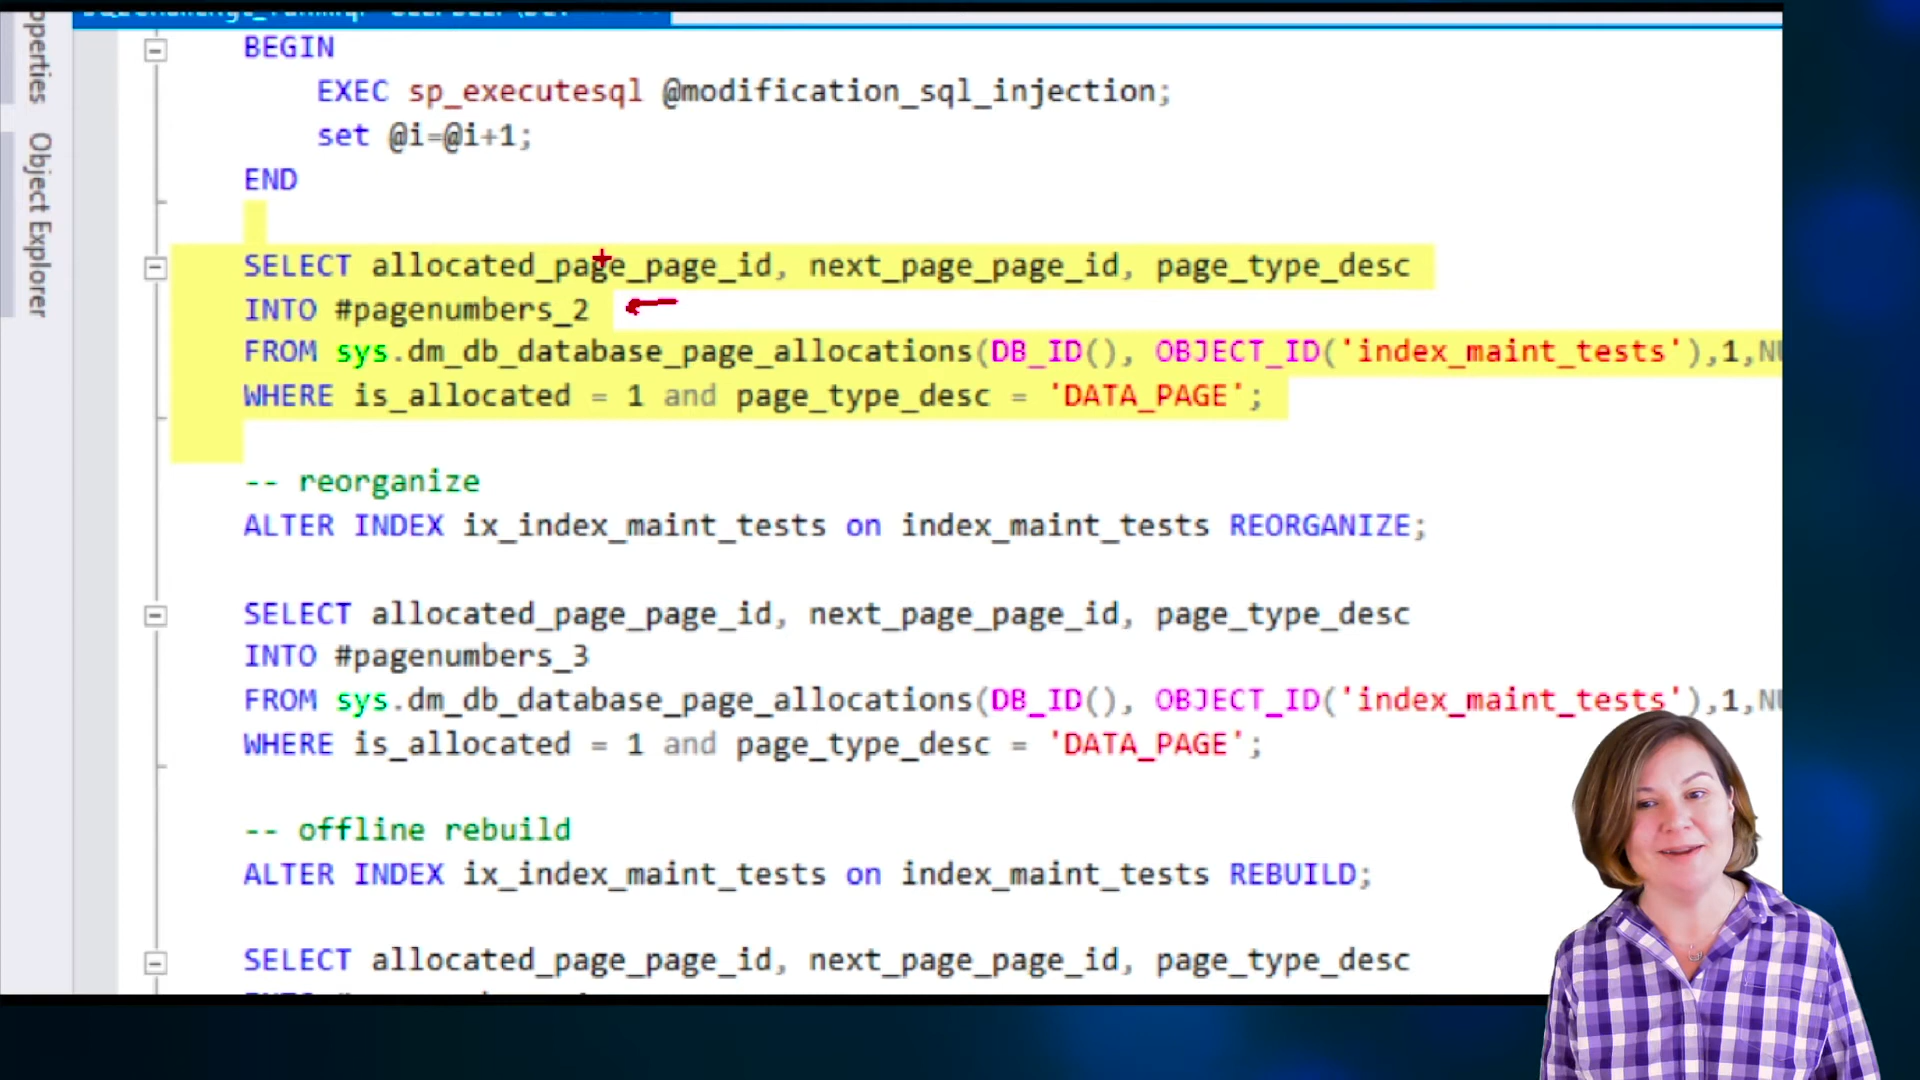 Object Explorer
BEGIN
EXEC sp_executesql @modification_sql_injection;
set @i=@i+1;
END
SELECT allocated_page_page_id, next_page_page_id, page_type_desc
INTO #pagenumbers_2
FROM sys.dm_db_database_page_allocations(DB_ID(), OBJECT_ID('index_maint_tests'),1,
WHERE is_allocated = 1 and page_type_desc = 'DATA_PAGE';
-- reorganize
ALTER INDEX ix_index_maint_tests on index_maint_tests REORGANIZE;
SELECT allocated_page_page_id, next_page_page_id, page_type_desc
INTO #pagenumbers_3
FROM sys.dm_db_database_page_allocations(DB_ID(), OBJECT_ID('index_maint_tests'),1,
WHERE is_allocated = 1 and page_type_desc = 'DATA_PAGE';
-- offline rebuild
ALTER INDEX ix_index_maint_tests on index_maint_tests REBUILD;
SELECT allocated_page_page_id, next_page_page_id, page_type_desc